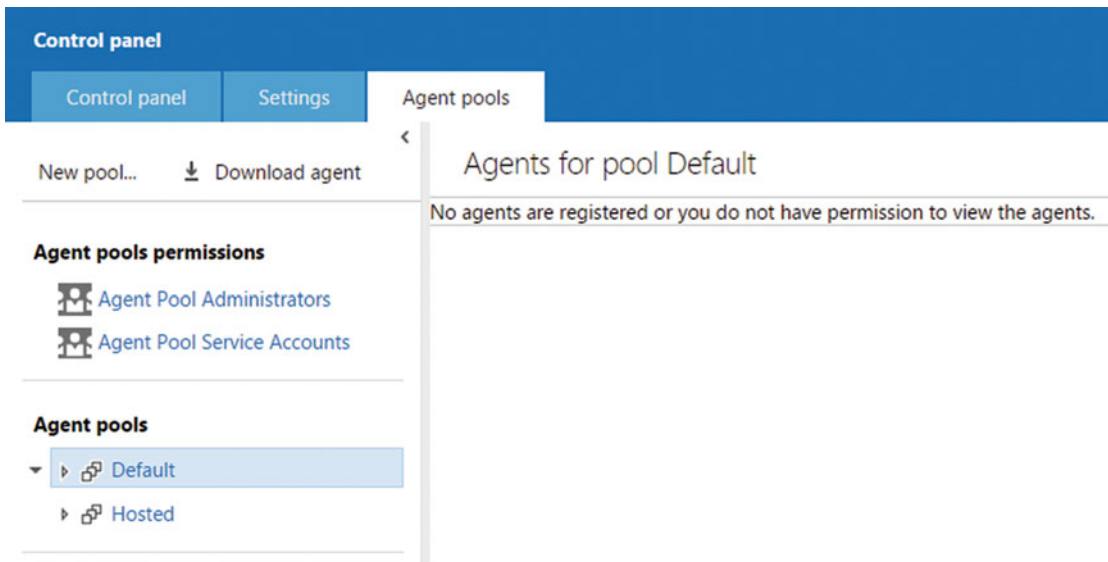 Control panel
Control panel
Settings
Agent pools
New pool...
Download agent
Agent pools permissions
Agent Pool Administrators
Agent Pool Service Accounts
Agent pools
Default
Hosted
Agents for pool Default
No agents are registered or you do not have permission to view the agents.